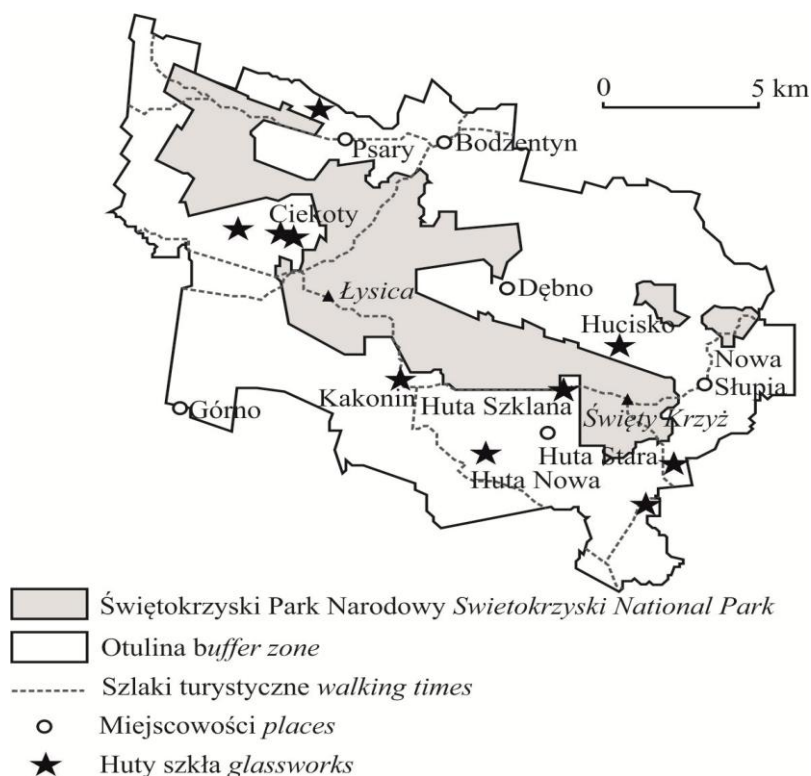 0 5 km
Psary
Bodzentyn
Ciekoty
Łysica
Dębno
Hucisko
Nowa
Słupia
Kakonin
Huta Szklana
Górno
Święty Krzyż
Huta Stara
Huta Nowa
Świętokrzyski Park Narodowy Swietokrzyski National Park
Otulina buffer zone
Szlaki turystyczne walking times
Miejscowości places
Huty szkła glassworks